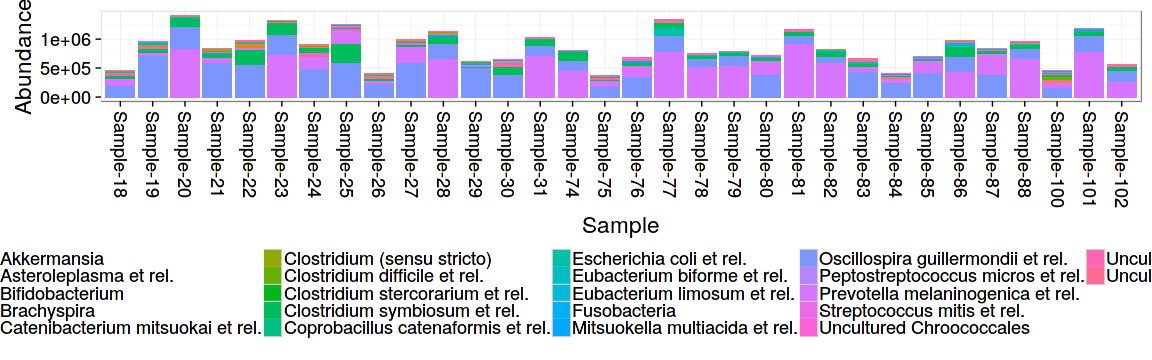 Abundance
1e+06
5e+05
0e+00
Sample-18
Sample-19
Sample-20
Sample-21
Sample-22
Sample-23
Sample-24
Sample-25
Sample-26
Sample-27
Sample-28
Sample-29
Sample-30
Sample-31
Sample-74
Sample-75
Sample-76
Sample-77
Sample-78
Sample-79
Sample-80
Sample-81
Sample-82
Sample-83
Sample-84
Sample-85
Sample-86
Sample-87
Sample-88
Sample-100
Sample-101
Sample-102
Sample
Akkermansia
Asteroleplasma et rel.
Bifidobacterium
Brachyspira
Catenibacterium mitsuokai et rel.
Clostridium (sensu stricto)
Clostridium difficile et rel.
Clostridium stercorarium et rel.
Clostridium symbiosum et rel.
Coprobacillus catenaformis et rel.
Escherichia coli et rel.
Eubacterium biforme et rel.
Eubacterium limosum et rel.
Fusobacteria
Mitsuokella multiacida et rel.
Oscillospira guillermondii et rel.
Peptostreptococcus micros et rel.
Prevotella melaninogenica et rel.
Streptococcus mitis et rel.
Uncultured Chroococcales
Uncul
Uncul